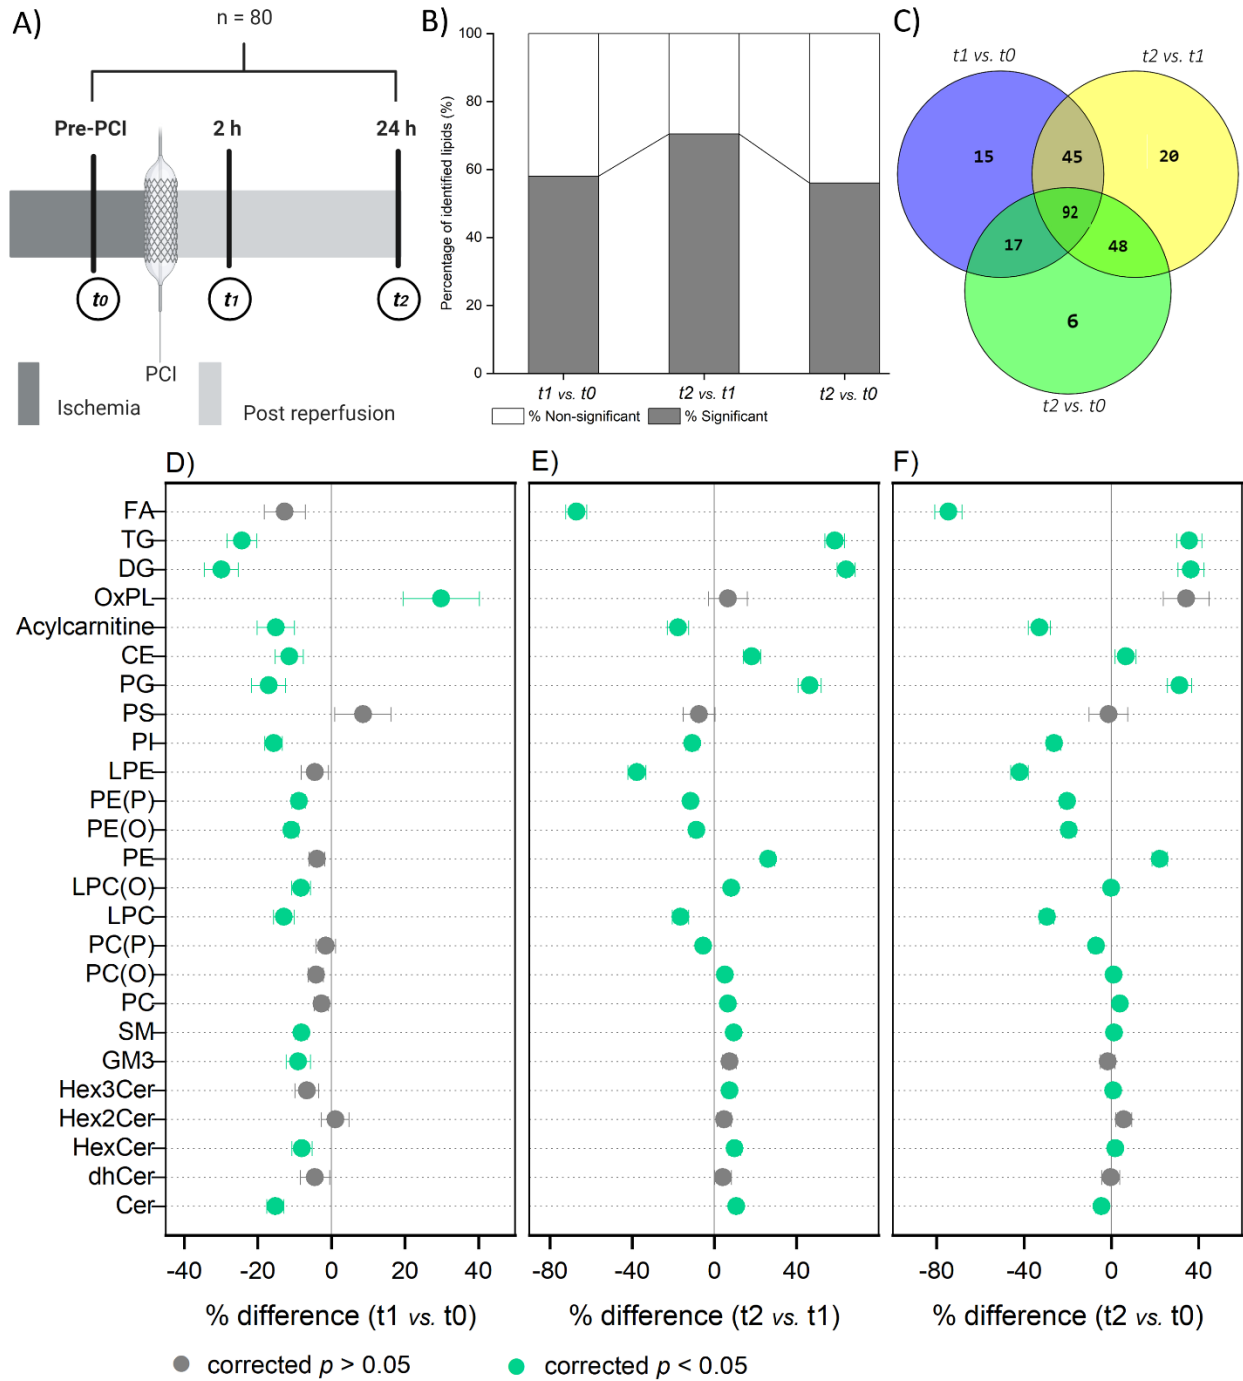 A)
n = 80
Pre-PCI
2 h
24 h
t0
t1
t2
PCI
Ischemia
Post reperfusion
B)
Percentage of identified lipids (%)
100
80
60
40
20
0
t1 vs. t0
t2 vs. t1
t2 vs. t0
% Non-significant
% Significant
C)
t1 vs. t0
t2 vs. t1
15
45
20
92
17
48
6
t2 vs. t0
D)
E)
F)
FA
TG
DG
OxPL
Acylcarnitine
CE
PG
PS
PI
LPE
PE(P)
PE(O)
PE
LPC(O)
LPC
PC(P)
PC(O)
PC
SM
GM3
Hex3Cer
Hex2Cer
HexCer
dhCer
Cer
-40 -20 0 20 40
-80 -40 0 40
-80 -40 0 40
% difference (t1 vs. t0)
% difference (t2 vs. t1)
% difference (t2 vs. t0)
corrected p > 0.05
corrected p < 0.05